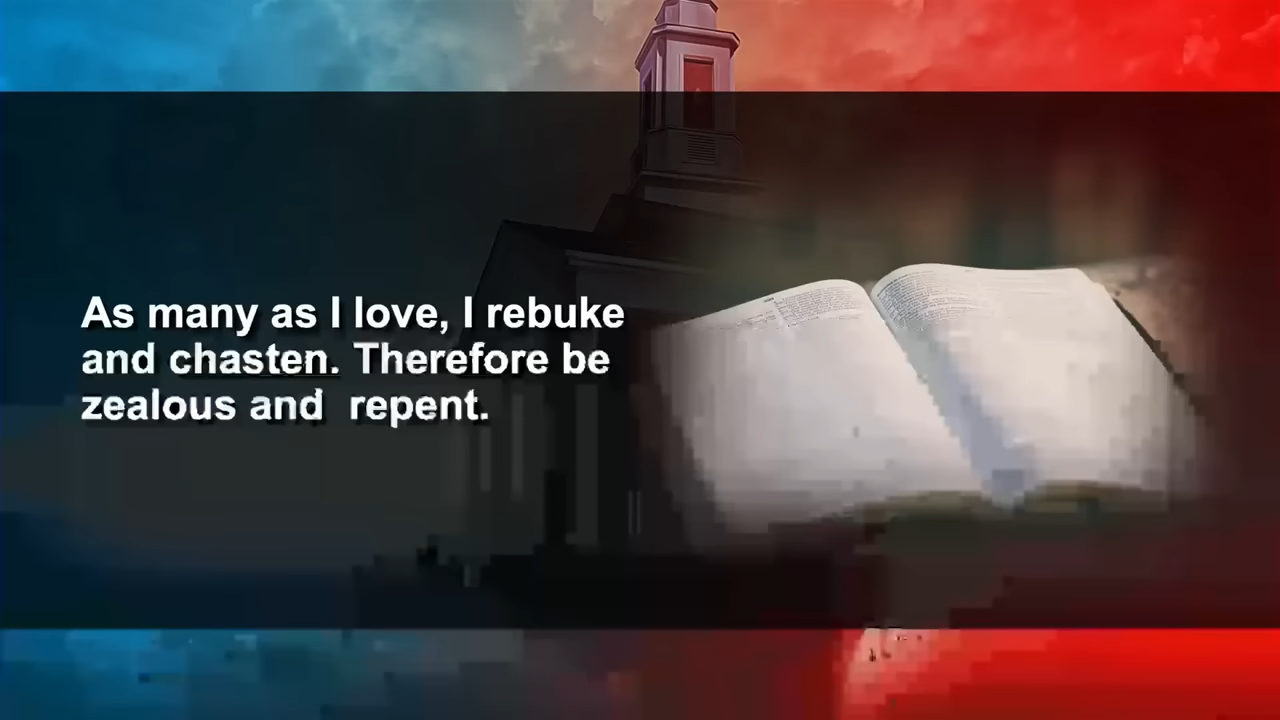 As many as I love, I rebuke
and chasten. Therefore be
zealous and  repent.